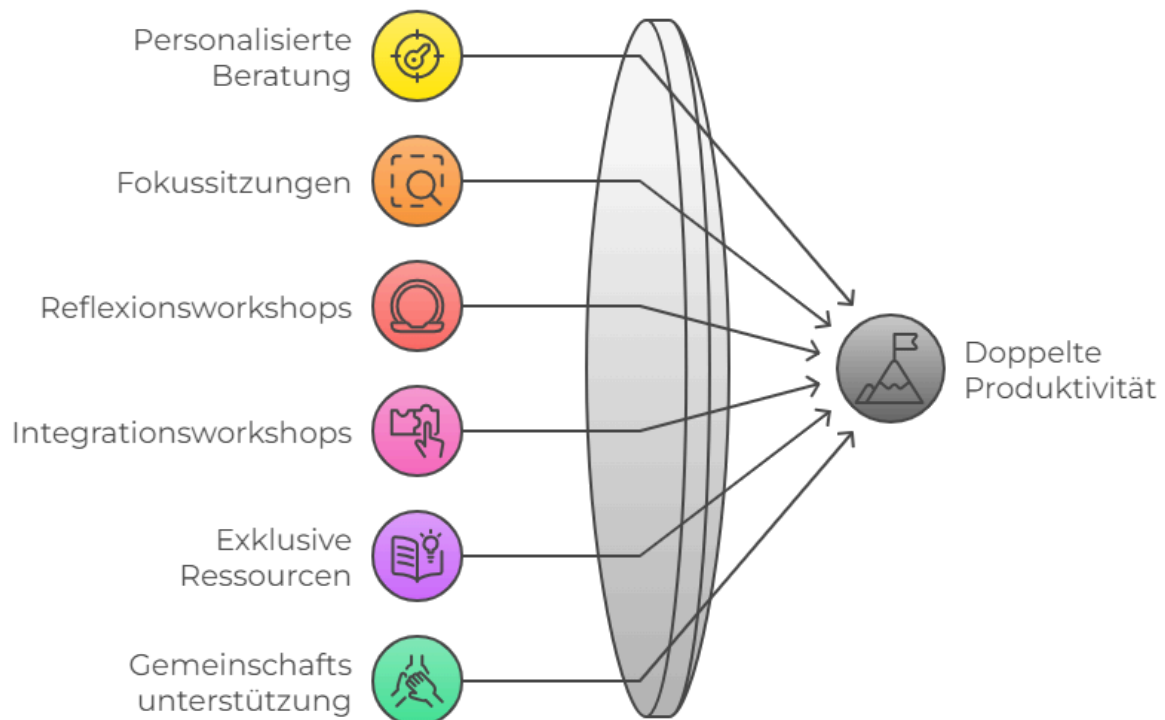 Personalisierte
Beratung
Fokussitzungen
Reflexionsworkshops
Integrationsworkshops
Exklusive
Ressourcen
Gemeinschafts
unterstützung
Doppelte
Produktivität